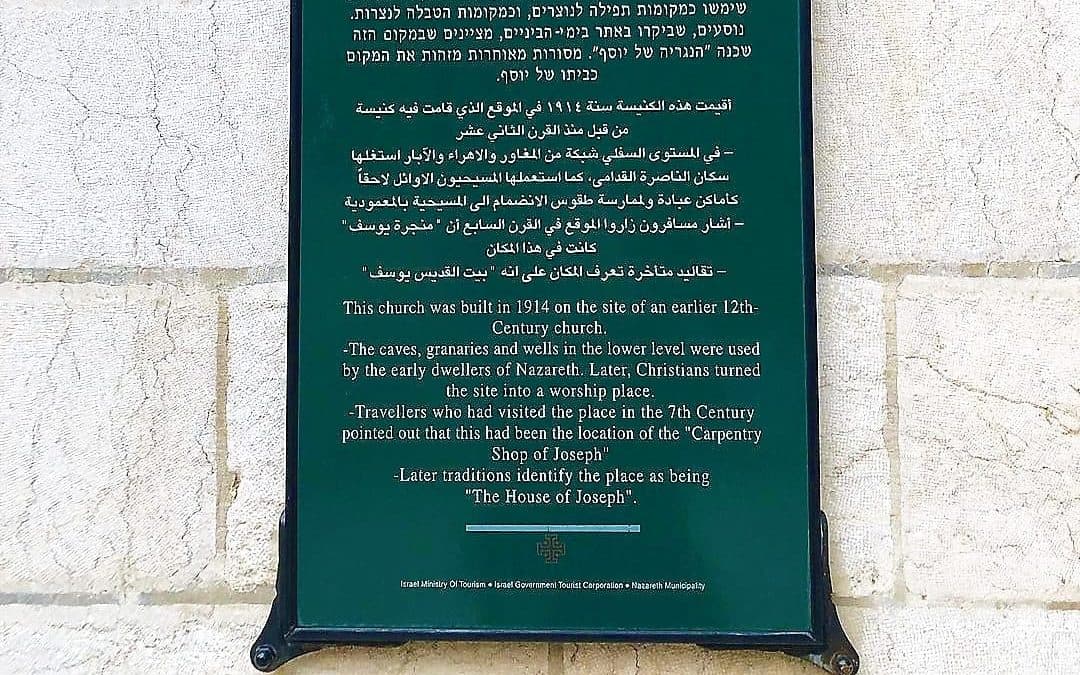 שימשו כמקומות תפילה לנוצרים, וכמקומות הטבלה לנצרות.
נוסעים, שביקרו באתר בימי-הביניים, מציינים שבמקום הזה
שכנה "הנגריה של יוסף". מסורות מאוחרות מזהות את המקום
כביתו של יוסף.
أقيمت هذه الكنيسة سنة ١٩١٤ في الموقع الذي قامت فيه كنيسة
من قبل منذ القرن الثاني عشر
– في المستوى السفلي شبكة من المغاور والاهراء والآبار استغلها
سكان الناصرة القدامى، كما استعملها المسيحيون الاوائل لاحقاً
كأماكن عبادة ولممارسة طقوس الانضمام الى المسيحية بالمعمودية
– أشار مسافرون زاروا الموقع في القرن السابع أن "منجرة يوسف"
كانت في هذا المكان
– تقاليد متأخرة تعرف المكان على انه "بيت القديس يوسف"
This church was built in 1914 on the site of an earlier 12th-
Century church.
-The caves, granaries and wells in the lower level were used
by the early dwellers of Nazareth. Later, Christians turned
the site into a worship place.
-Travellers who had visited the place in the 7th Century
pointed out that this had been the location of the "Carpentry
Shop of Joseph"
-Later traditions identify the place as being
"The House of Joseph".
Israel Ministry Of Tourism • Israel Government Tourist Corporation • Nazareth Municipality